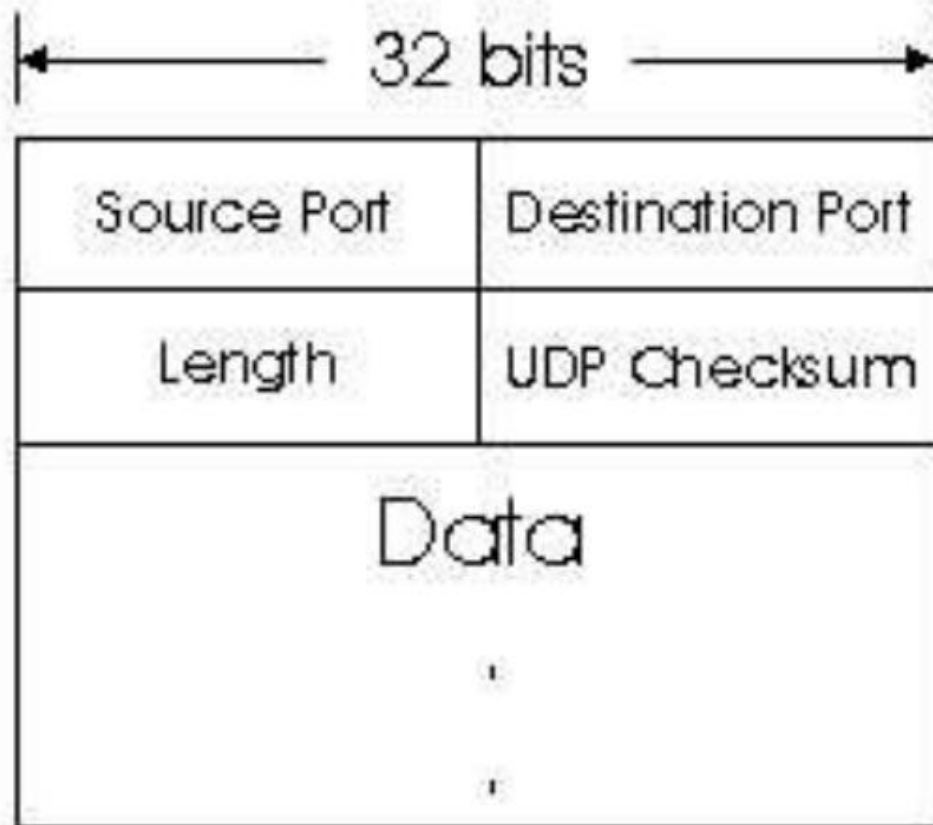 32 bits
Source Port Destination Port
Length UDP Checksum
Data